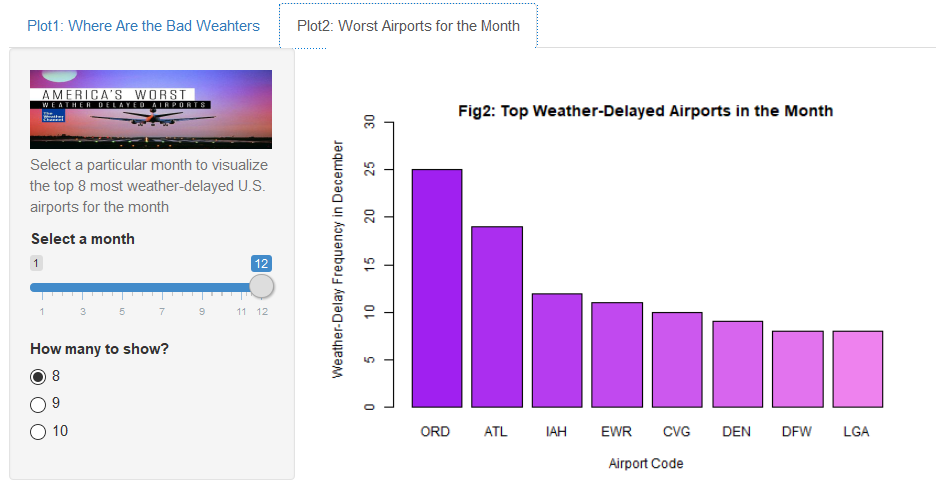 Plot1: Where Are the Bad Weahters
Plot2: Worst Airports for the Month
AMERICA'S WORST
WEATHER DELAYED AIRPORTS
The
Weather
Channel
Select a particular month to visualize
the top 8 most weather-delayed U.S.
airports for the month
Select a month
1
12
1 3 5 7 9 11 12
How many to show?
8
9
10
Fig2: Top Weather-Delayed Airports in the Month
Weather-Delay Frequency in December
30
25
20
15
10
5
0
ORD ATL IAH EWR CVG DEN DFW LGA
Airport Code